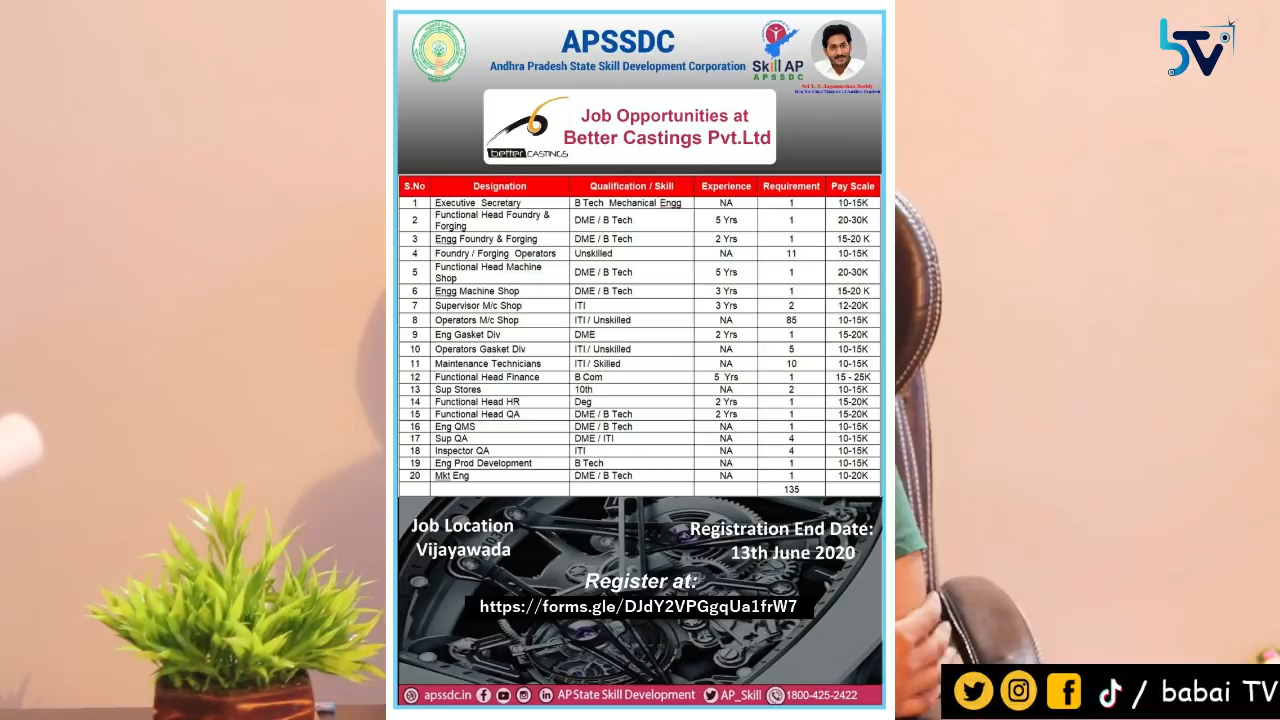 APSSDC
Andhra Pradesh State Skill Development Corporation
Skill AP
APSSDC
Sri Y. S. Jaganmohan Reddy
Hon'ble Chief Minister of Andhra Pradesh
bTV
Job Opportunities at
Better Castings Pvt.Ltd
better CASTINGS
S.No Designation Qualification / Skill Experience Requirement Pay Scale
1 Executive Secretary B Tech Mechanical Engg NA 1 10-15K
2 Functional Head Foundry & Forging DME / B Tech 5 Yrs 1 20-30K
3 Engg Foundry & Forging DME / B Tech 2 Yrs 1 15-20 K
4 Foundry / Forging Operators Unskilled NA 11 10-15K
5 Functional Head Machine Shop DME / B Tech 5 Yrs 1 20-30K
6 Engg Machine Shop DME / B Tech 3 Yrs 1 15-20 K
7 Supervisor M/c Shop ITI 3 Yrs 2 12-20K
8 Operators M/c Shop ITI / Unskilled NA 85 10-15K
9 Eng Gasket Div DME 2 Yrs 1 15-20K
10 Operators Gasket Div ITI / Unskilled NA 5 10-15K
11 Maintenance Technicians ITI / Skilled NA 10 10-15K
12 Functional Head Finance B Com 5 Yrs 1 15 - 25K
13 Sup Stores 10th NA 2 10-15K
14 Functional Head HR Deg 2 Yrs 1 15-20K
15 Functional Head QA DME / B Tech 2 Yrs 1 15-20K
16 Eng QMS DME / B Tech NA 1 10-15K
17 Sup QA DME / ITI NA 4 10-15K
18 Inspector QA ITI NA 4 10-15K
19 Eng Prod Development B Tech NA 1 10-15K
20 Mkt Eng DME / B Tech NA 1 10-20K
135
Job Location
Vijayawada
Registration End Date:
13th June 2020
Register at:
https://forms.gle/DJdY2VPGgqUa1frW7
apssdc.in AP State Skill Development AP_Skill 1800-425-2422
/ babai TV